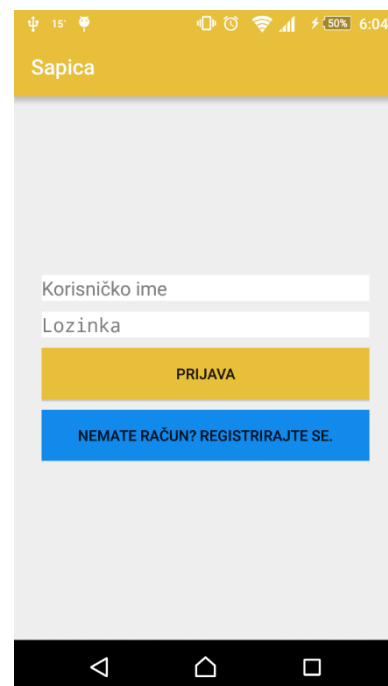 15° 50% 6:04
Sapica
Korisničko ime
Lozinka
PRIJAVA
NEMATE RAČUN? REGISTRIRAJTE SE.